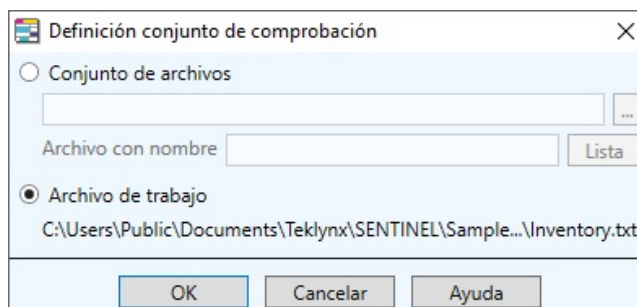 Definición conjunto de comprobación
Conjunto de archivos
...
Archivo con nombre
Lista
Archivo de trabajo
C:\Users\Public\Documents\Teklynx\SENTINEL\Sample...\Inventory.txt
OK
Cancelar
Ayuda